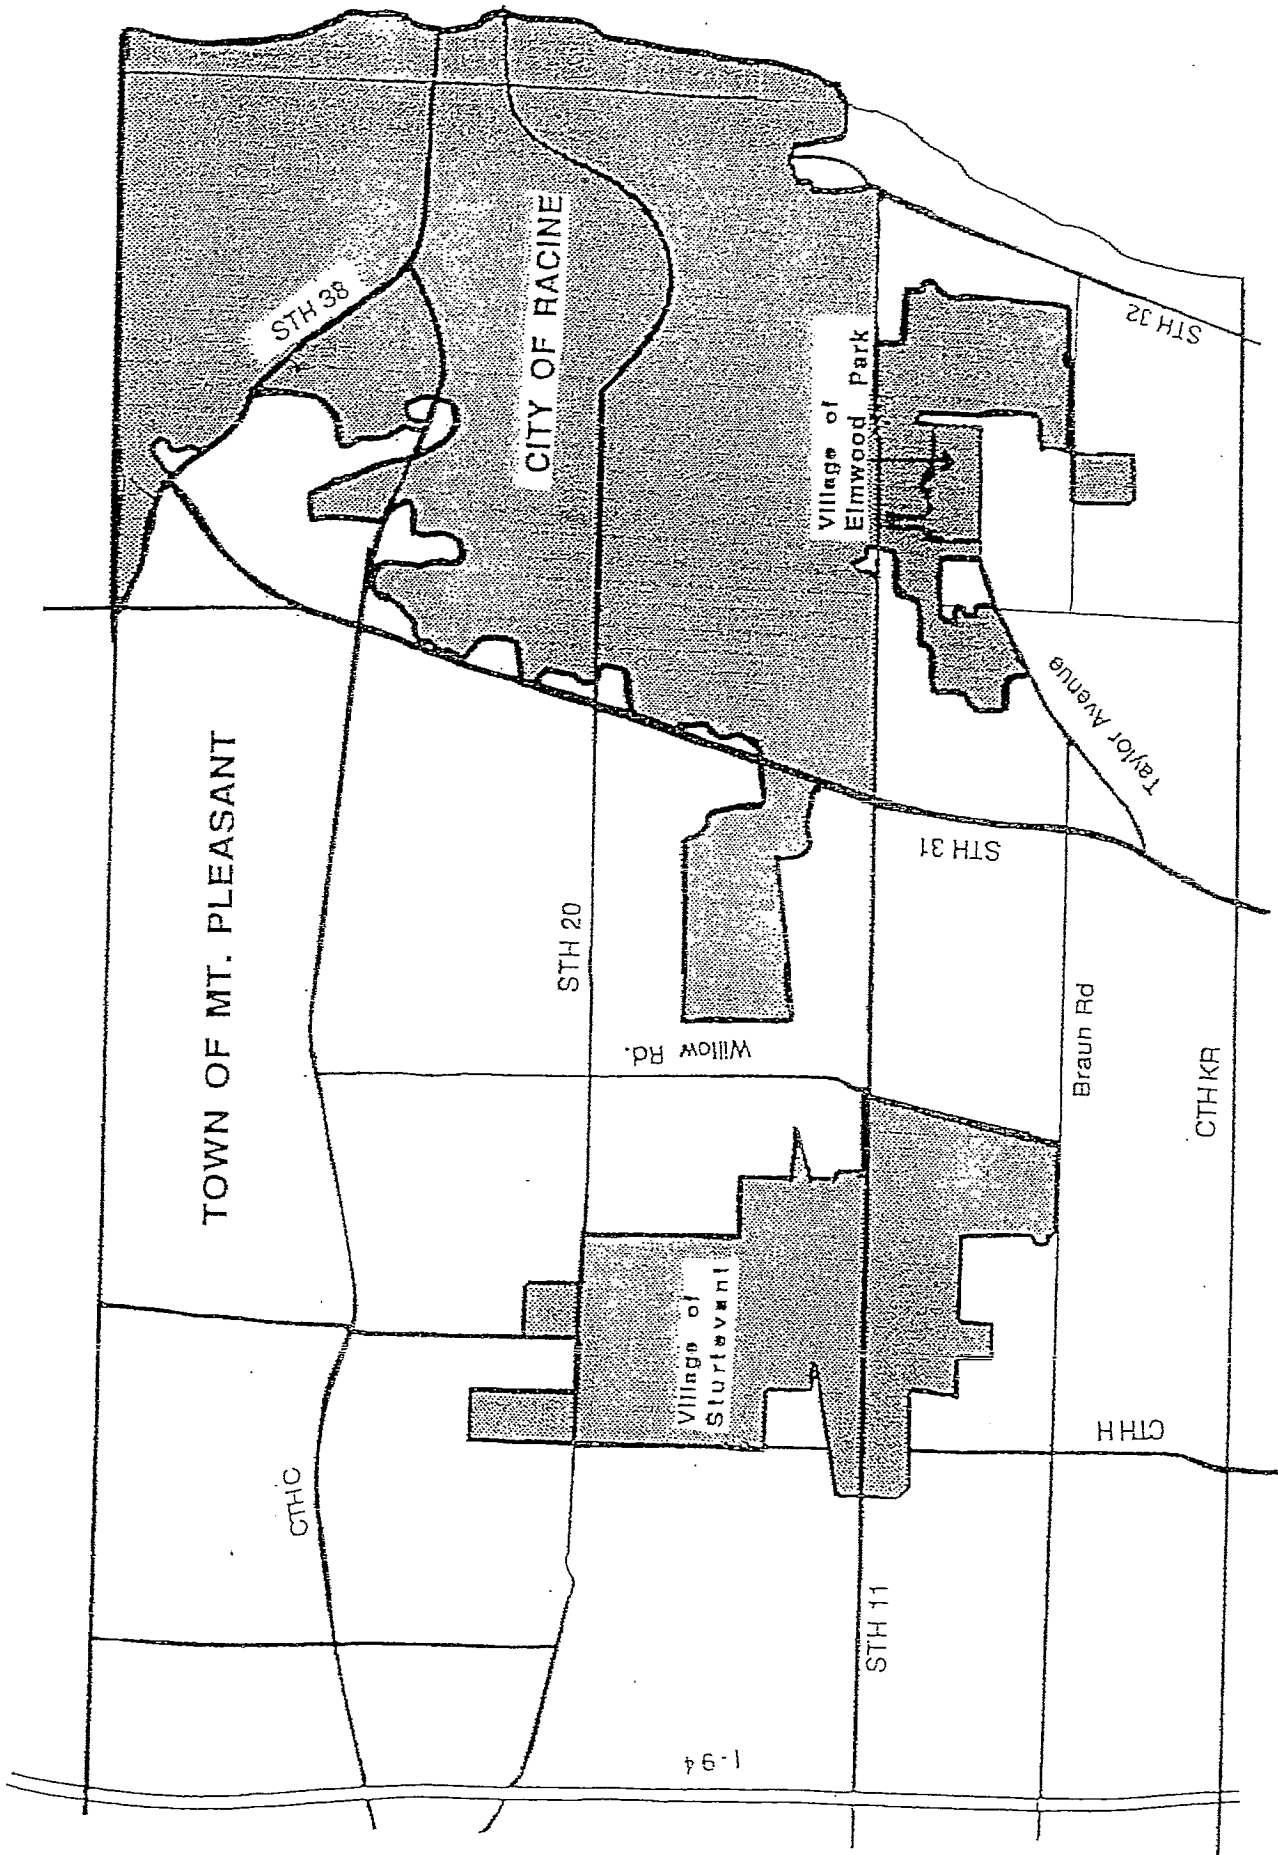 TOWN OF MT. PLEASANT
CITY OF RACINE
STH 38
Village of
Elmwood Park
Village of
Sturtevant
CTH C
STH 20
Willow Rd.
STH 31
STH 32
Taylor Avenue
Braun Rd
CTH KR
CTH H
STH 11
I-94